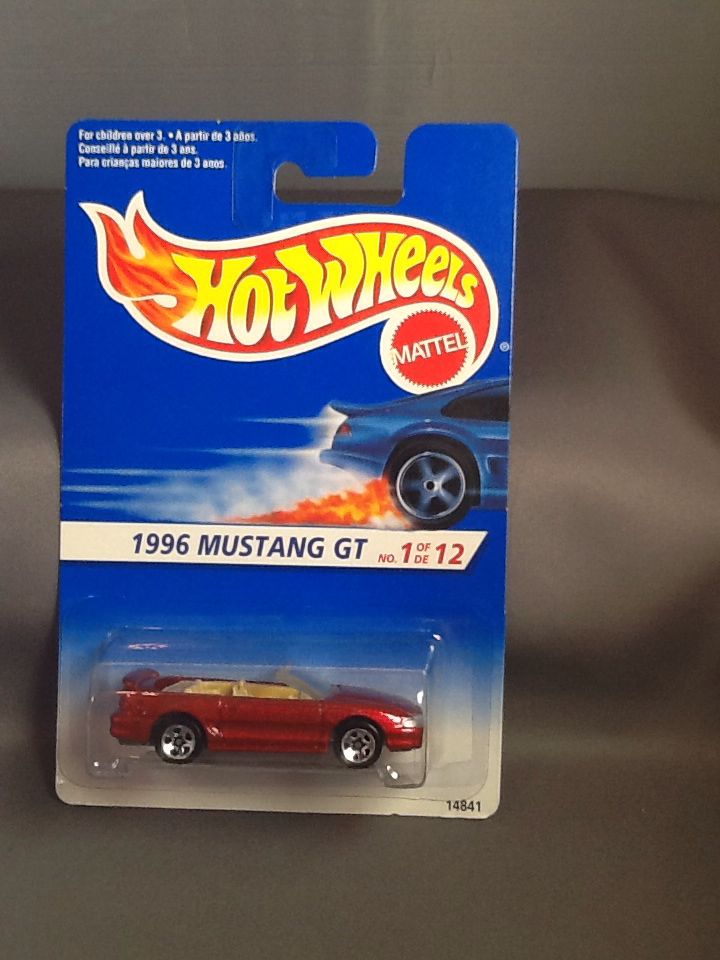 For children over 3. • A partir de 3 años.
Conseillé à partir de 3 ans.
Para crianças maiores de 3 anos.
HOT WHEELS
MATTEL
®
1996 MUSTANG GT NO. 1 OF DE 12
14841